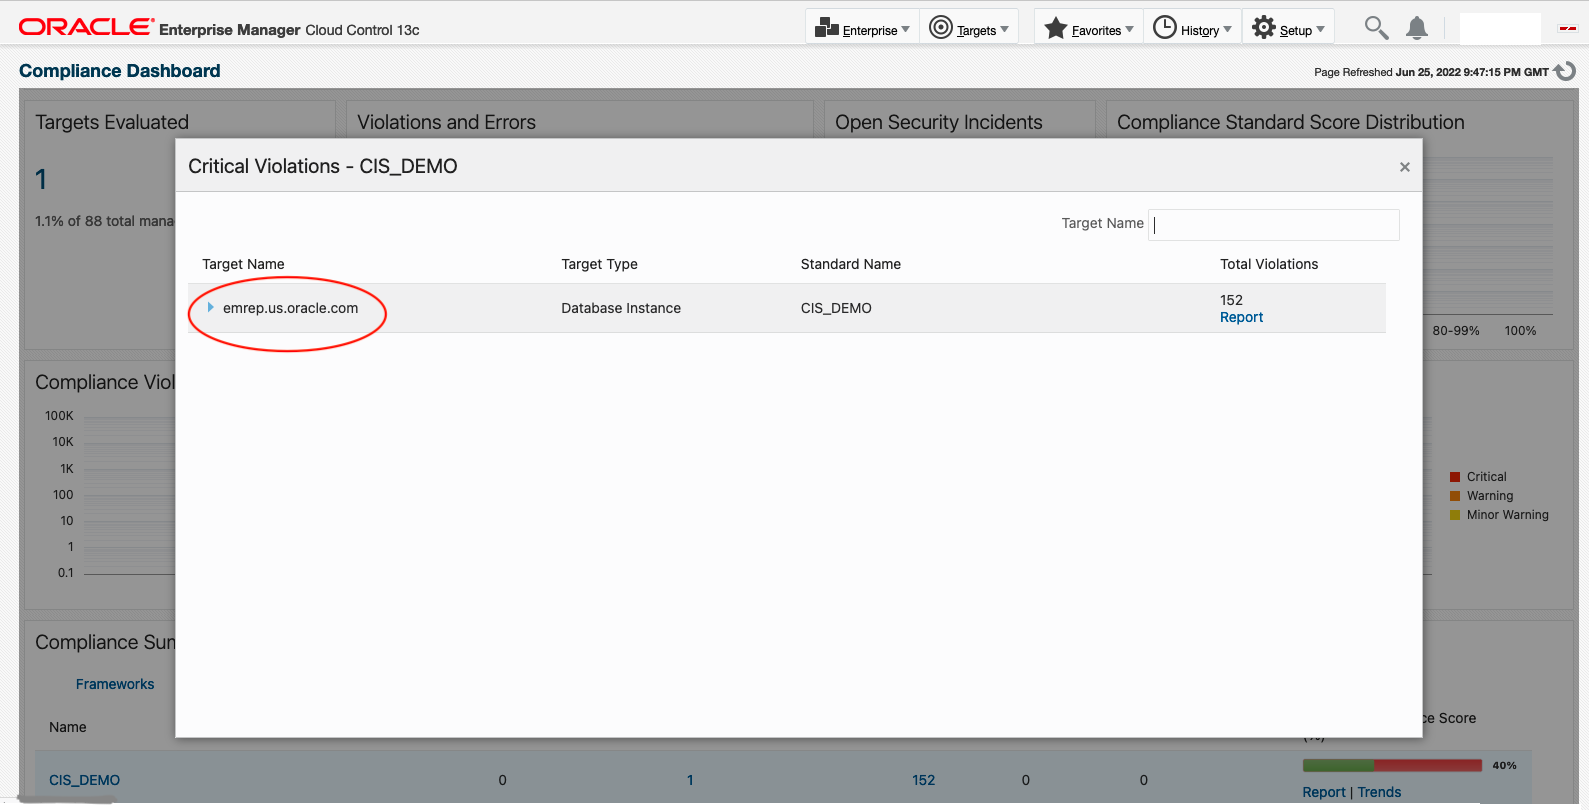 ORACLE Enterprise Manager Cloud Control 13c
Enterprise
Targets
Favorites
History
Setup
Compliance Dashboard
Page Refreshed Jun 25, 2022 9:47:15 PM GMT
Targets Evaluated
Violations and Errors
Open Security Incidents
Compliance Standard Score Distribution
1
1.1% of 88 total mana
Critical Violations - CIS_DEMO
×
Target Name
Target Name Target Type Standard Name Total Violations
emrep.us.oracle.com Database Instance CIS_DEMO 152
Report
80-99% 100%
Compliance Viol
100K
10K
1K
100
10
1
0.1
Critical
Warning
Minor Warning
Compliance Sum
Frameworks
Name
ce Score
CIS_DEMO 0 1 152 0 0 40%
Report | Trends